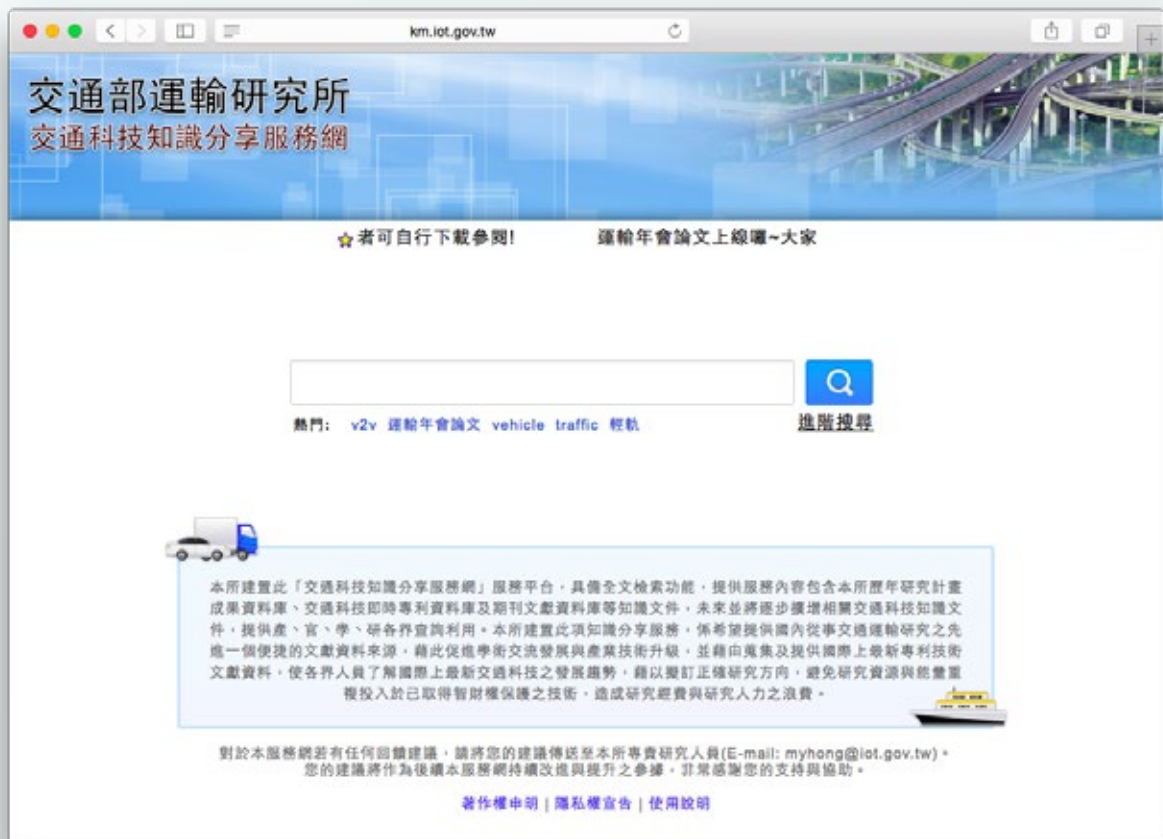 km.iot.gov.tw
交通部運輸研究所
交通科技知識分享服務網
者可自行下載參閱! 運輸年會論文上線囉~大家
熱門: v2v 運輸年會論文 vehicle traffic 輕軌
進階搜尋
本所建置此「交通科技知識分享服務網」服務平台，具備全文檢索功能，提供服務內容包含本所歷年研究計畫
成果資料庫、交通科技即時專利資料庫及期刊文獻資料庫等知識文件，未來並將逐步擴增相關交通科技知識文
件，提供產、官、學、研各界查詢利用。本所建置此項知識分享服務，係希望提供國內從事交通運輸研究之先
進一個便捷的文獻資料來源，藉此促進學術交流發展與產業技術升級，並藉由蒐集及提供國際上最新專利技術
文獻資料，使各界人員了解國際上最新交通科技之發展趨勢，藉以擬訂正確研究方向，避免研究資源與能量重
複投入於已取得智財權保護之技術，造成研究經費與研究人力之浪費。
對於本服務網若有任何回饋建議，請將您的建議傳送至本所專責研究人員(E-mail: myhong@iot.gov.tw)。
您的建議將作為後續本服務網持續改進與提升之參據，非常感謝您的支持與協助。
著作權申明 | 隱私權宣告 | 使用說明